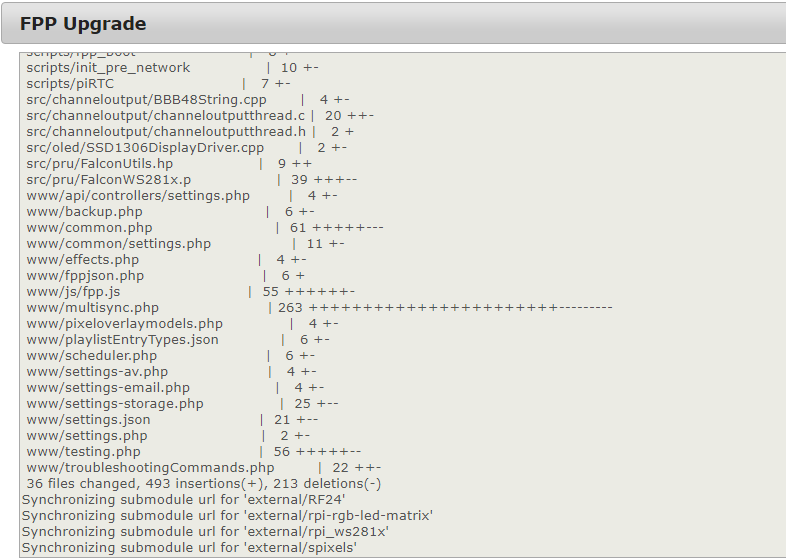 FPP Upgrade
scripts/fpp_boot | 8 +
scripts/init_pre_network | 10 +-
scripts/piRTC | 7 +-
src/channeloutput/BBB48String.cpp | 4 +-
src/channeloutput/channeloutputthread.c | 20 ++-
src/channeloutput/channeloutputthread.h | 2 +
src/oled/SSD1306DisplayDriver.cpp | 2 +-
src/pru/FalconUtils.hp | 9 ++
src/pru/FalconWS281x.p | 39 +++--
www/api/controllers/settings.php | 4 +-
www/backup.php | 6 +-
www/common.php | 61 +++++---
www/common/settings.php | 11 +-
www/effects.php | 4 +-
www/fppjson.php | 6 +
www/js/fpp.js | 55 ++++++-
www/multisync.php | 263 +++++++++++++++++++++++---------
www/pixeloverlaymodels.php | 4 +-
www/playlistEntryTypes.json | 6 +-
www/scheduler.php | 6 +-
www/settings-av.php | 4 +-
www/settings-email.php | 4 +-
www/settings-storage.php | 25 +--
www/settings.json | 21 +--
www/settings.php | 2 +-
www/testing.php | 56 +++++--
www/troubleshootingCommands.php | 22 ++-
36 files changed, 493 insertions(+), 213 deletions(-)
Synchronizing submodule url for 'external/RF24'
Synchronizing submodule url for 'external/rpi-rgb-led-matrix'
Synchronizing submodule url for 'external/rpi_ws281x'
Synchronizing submodule url for 'external/spixels'